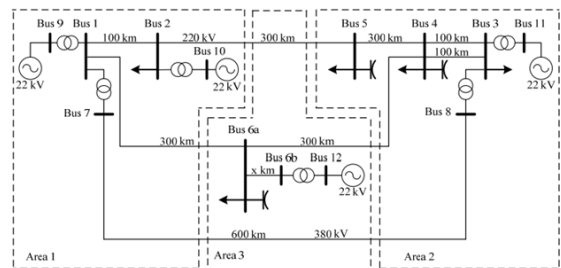 Bus 9 Bus 1 Bus 2 Bus 5 Bus 4 Bus 3 Bus 11
100 km 220 kV 300 km 300 km 100 km
Bus 10 100 km
22 kV 22 kV 22 kV
Bus 7 Bus 8
Bus 6a
300 km 300 km
Bus 6b Bus 12
x km
22 kV
600 km 380 kV
Area 1 Area 3 Area 2